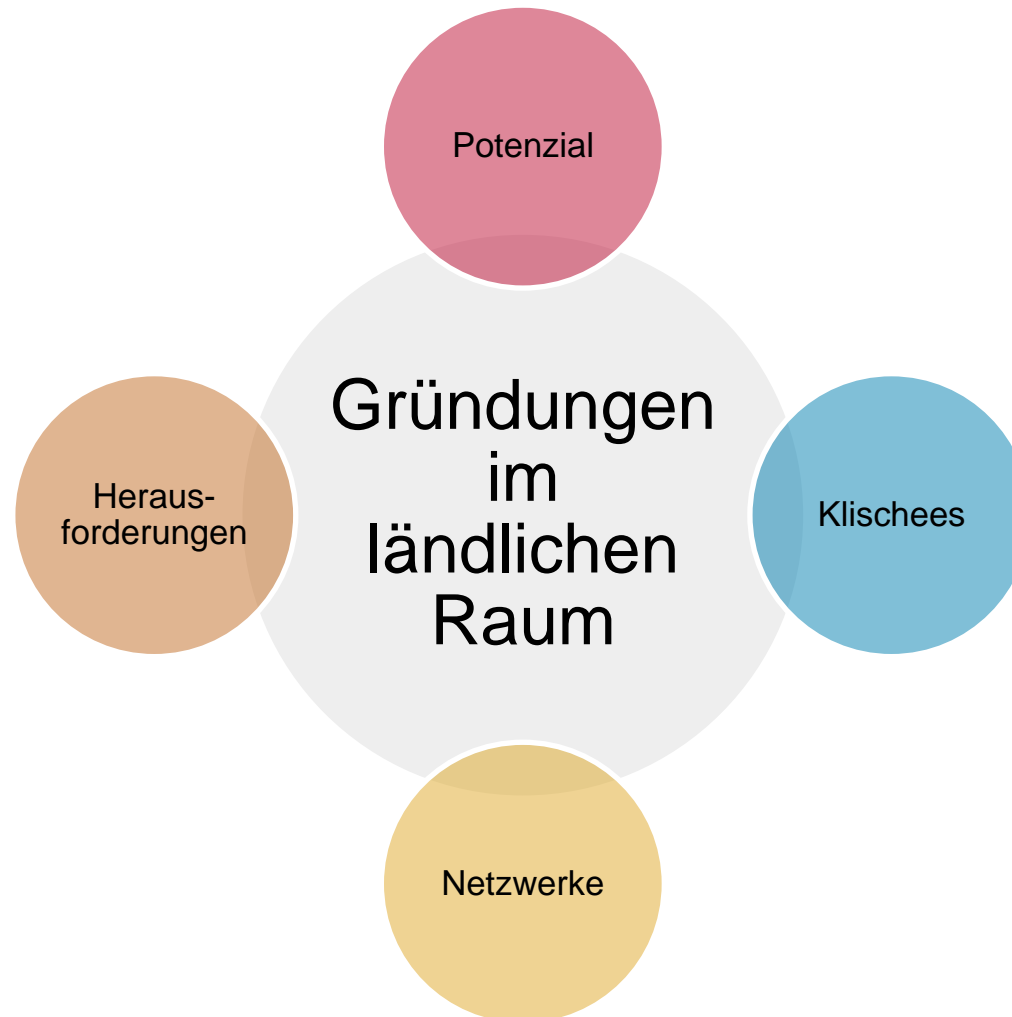 Potenzial
Gründungen
im
ländlichen
Raum
Heraus-
forderungen
Klischees
Netzwerke